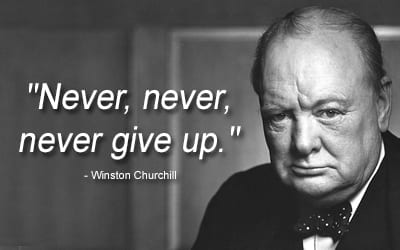 "Never, never,
never give up."
- Winston Churchill